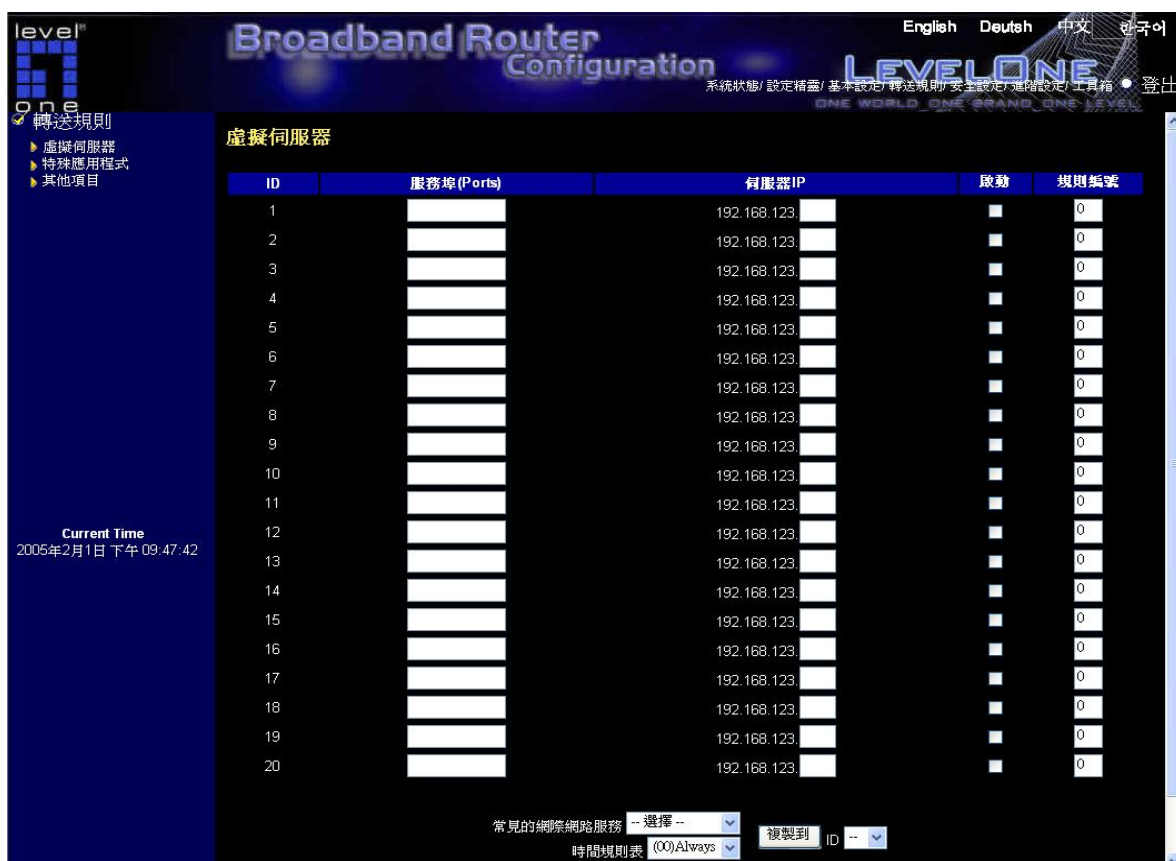 level®
one
Broadband Router
Configuration
English Deutsh 中文 한국어
LEVELONE
系統狀態/ 設定精靈/ 基本設定/ 轉送規則/ 安全設定/ 進階設定/ 工具箱 登出
ONE WORLD ONE BRAND ONE LEVEL
轉送規則
虛擬伺服器
特殊應用程式
其他項目
Current Time
2005年2月1日 下午 09:47:42
虛擬伺服器
ID 服務埠(Ports) 伺服器IP 啟動 規則編號
1 192.168.123. 0
2 192.168.123. 0
3 192.168.123. 0
4 192.168.123. 0
5 192.168.123. 0
6 192.168.123. 0
7 192.168.123. 0
8 192.168.123. 0
9 192.168.123. 0
10 192.168.123. 0
11 192.168.123. 0
12 192.168.123. 0
13 192.168.123. 0
14 192.168.123. 0
15 192.168.123. 0
16 192.168.123. 0
17 192.168.123. 0
18 192.168.123. 0
19 192.168.123. 0
20 192.168.123. 0
常見的網際網路服務 -- 選擇 -- 複製到 ID --
時間規則表 (00)Always